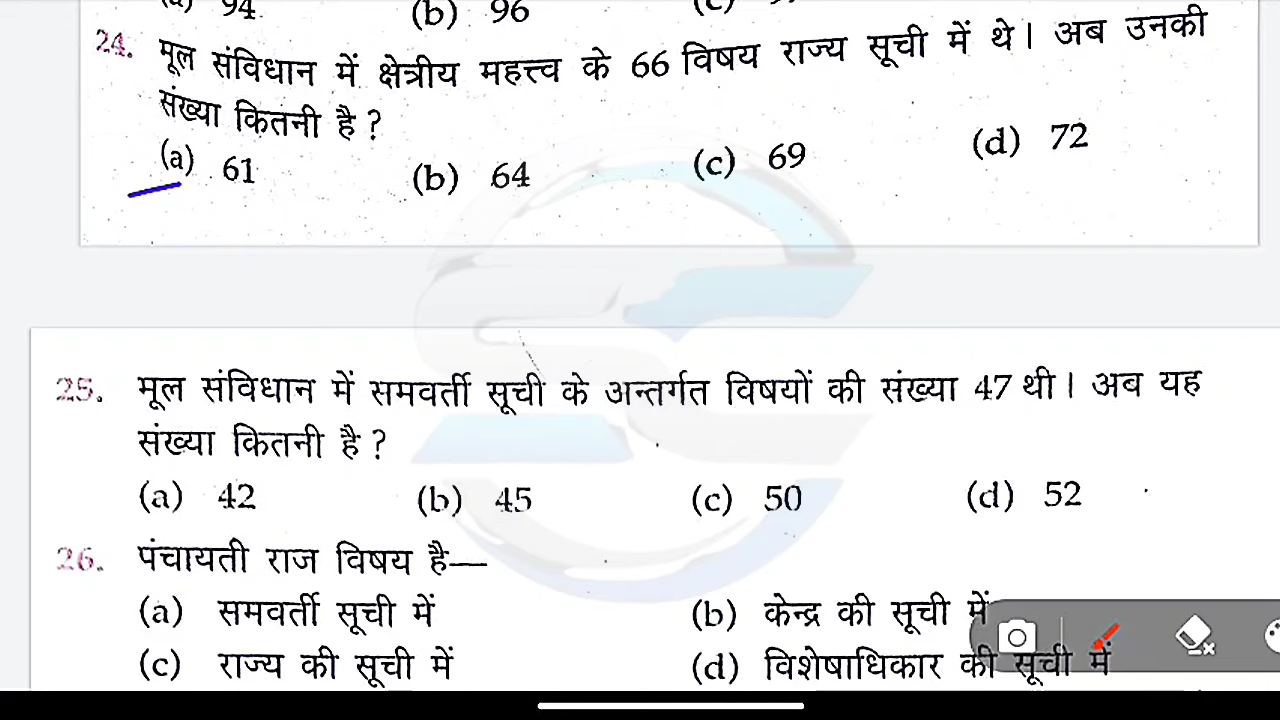 (a) 94 (b) 96 (c)
24. मूल संविधान में क्षेत्रीय महत्त्व के 66 विषय राज्य सूची में थे। अब उनकी
संख्या कितनी है ?
(a) 61 (b) 64 (c) 69 (d) 72
25. मूल संविधान में समवर्ती सूची के अन्तर्गत विषयों की संख्या 47 थी। अब यह
संख्या कितनी है ?
(a) 42 (b) 45 (c) 50 (d) 52
26. पंचायती राज विषय है—
(a) समवर्ती सूची में (b) केन्द्र की सूची में
(c) राज्य की सूची में (d) विशेषाधिकार की सूची में